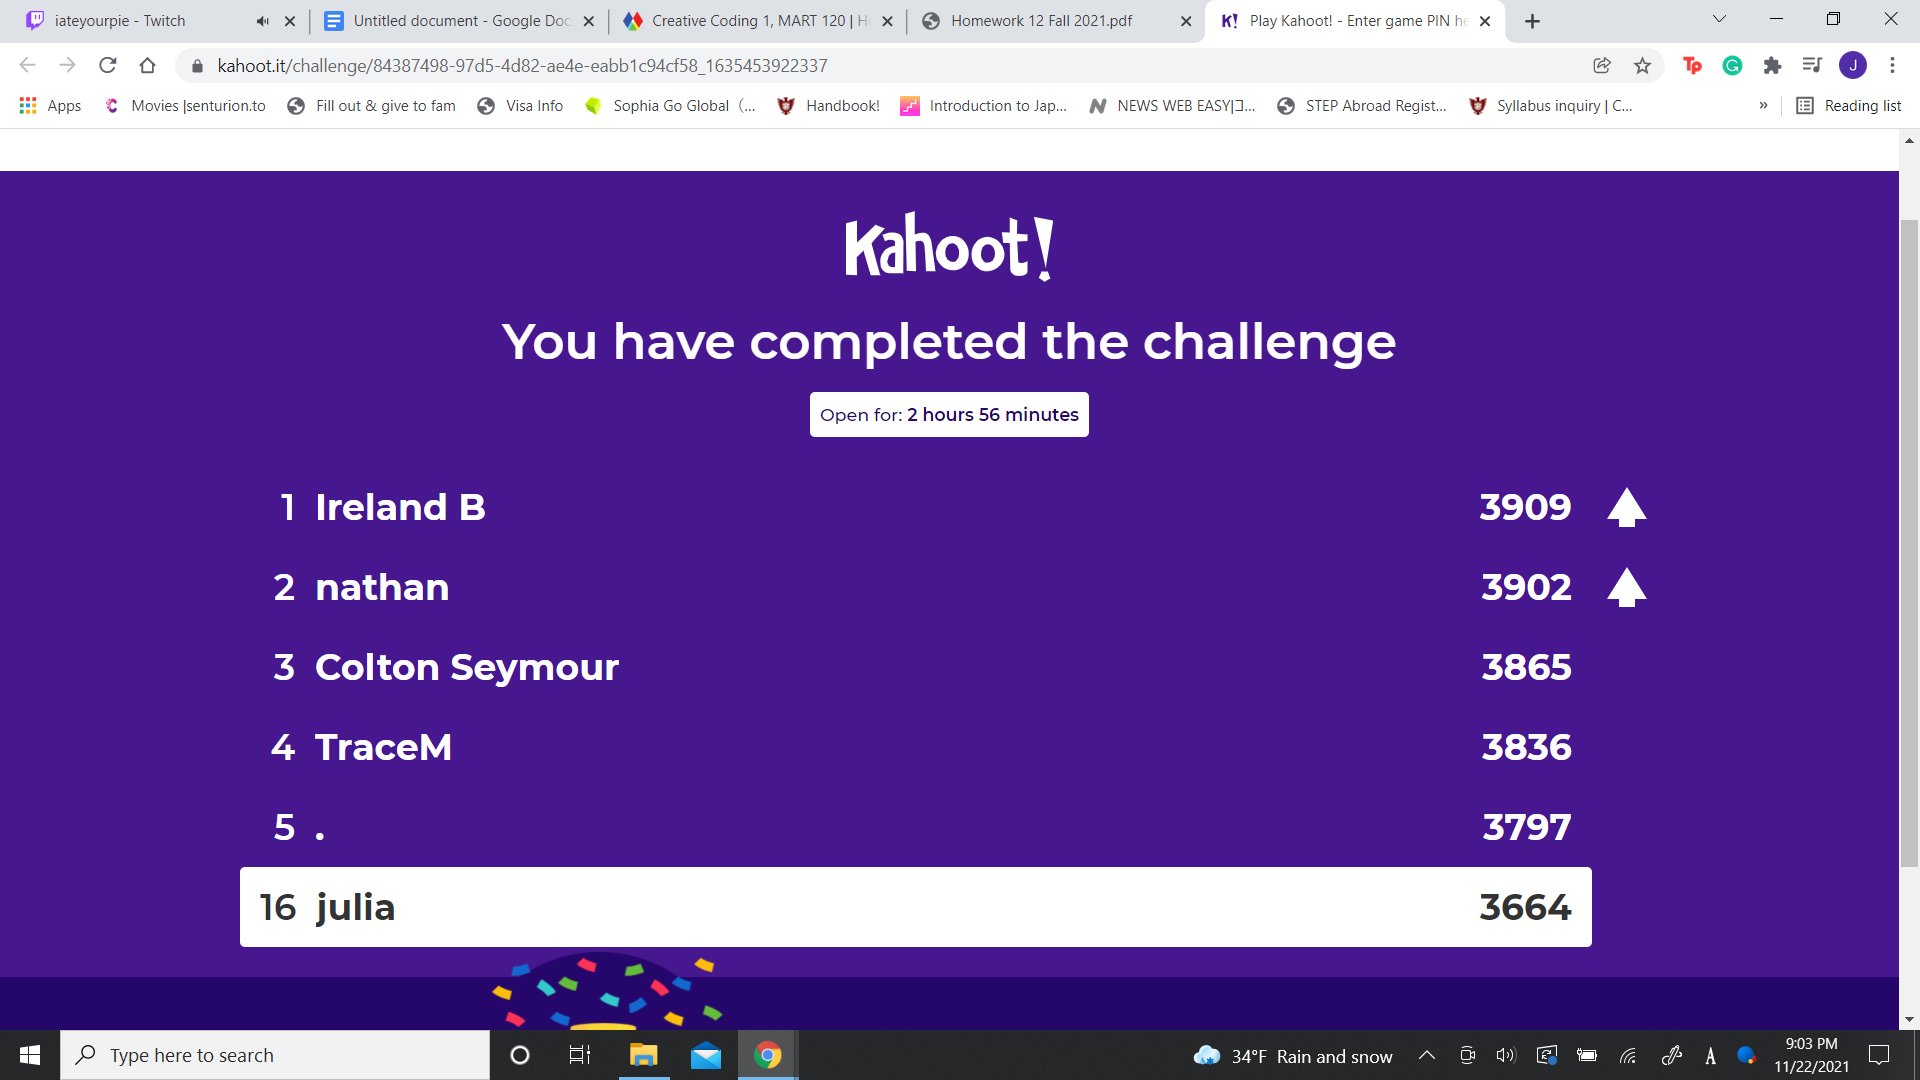 iateyourpie - Twitch
Untitled document - Google Doc
Creative Coding 1, MART 120 | Ho
Homework 12 Fall 2021.pdf
K! Play Kahoot! - Enter game PIN he
kahoot.it/challenge/84387498-97d5-4d82-ae4e-eabb1c94cf58_1635453922337
Tp
G
J
Apps
Movies |senturion.to
Fill out & give to fam
Visa Info
Sophia Go Global（...
Handbook!
Introduction to Jap...
N NEWS WEB EASY|ニ...
STEP Abroad Regist...
Syllabus inquiry | C...
»
Reading list
Kahoot!
You have completed the challenge
Open for: 2 hours 56 minutes
1 Ireland B 3909
2 nathan 3902
3 Colton Seymour 3865
4 TraceM 3836
5 . 3797
16 julia 3664
Type here to search
34°F Rain and snow
A
9:03 PM
11/22/2021